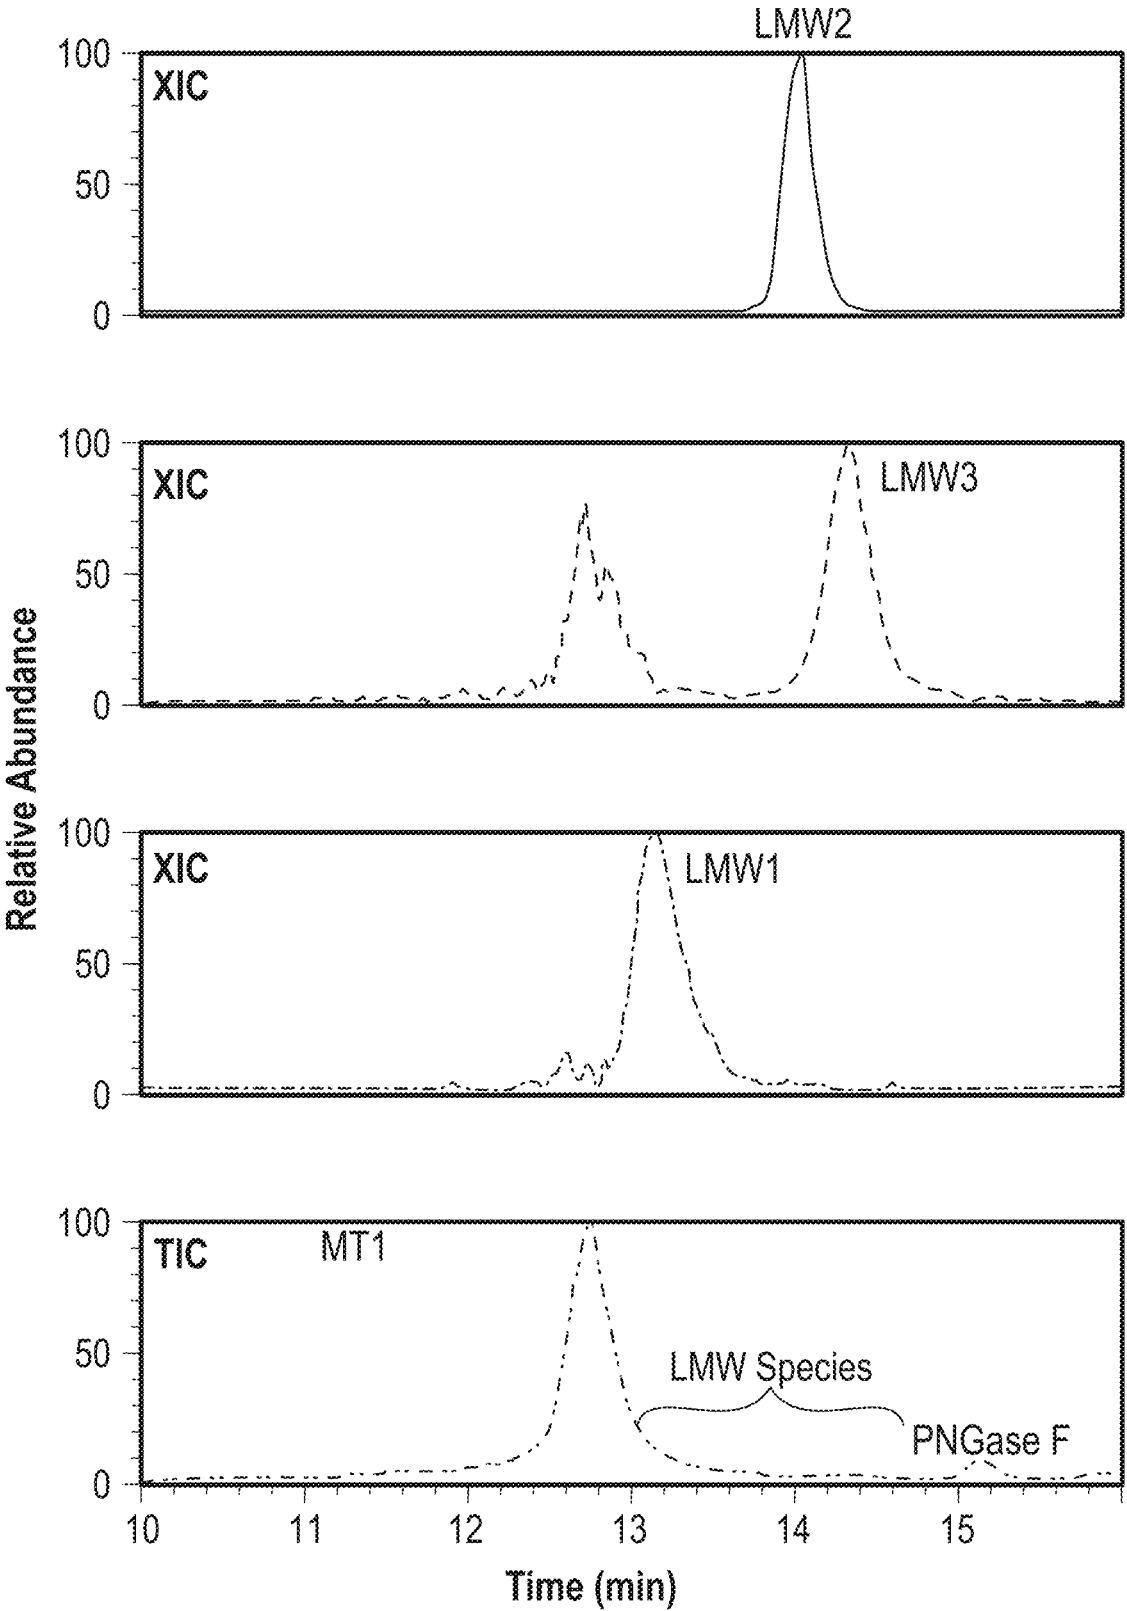 LMW2
100
XIC
50
0
100
XIC
LMW3
50
0
Relative Abundance
100
XIC
LMW1
50
0
100
TIC
MT1
50
LMW Species
PNGase F
0
10 11 12 13 14 15
Time (min)